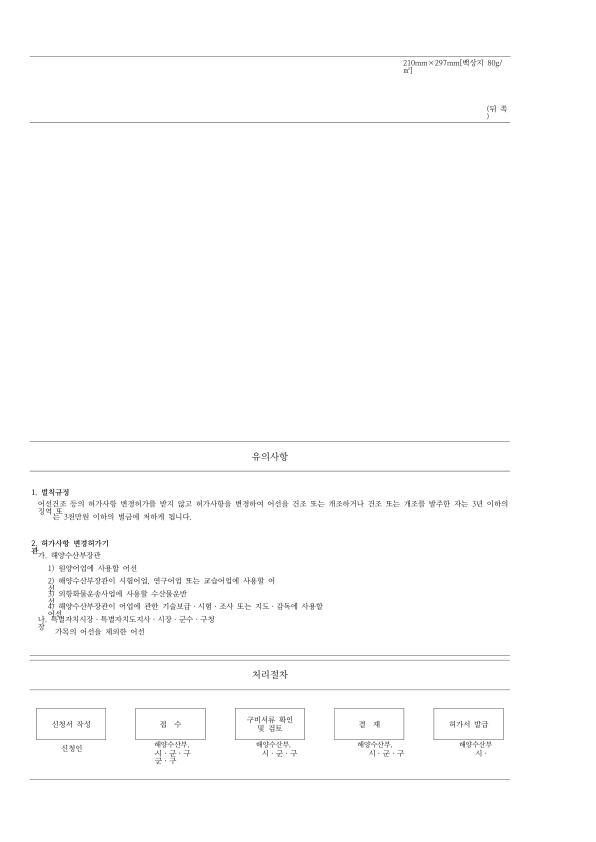 210mm×297mm[백상지 80g/
㎡]
(뒤 쪽
)
유의사항
1. 벌칙규정
어선건조 등의 허가사항 변경허가를 받지 않고 허가사항을 변경하여 어선을 건조 또는 개조하거나 건조 또는 개조를 발주한 자는 3년 이하의
징역 또
는 3천만원 이하의 벌금에 처하게 됩니다.
2. 허가사항 변경허가기
관
가. 해양수산부장관
1) 원양어업에 사용할 어선
2) 해양수산부장관이 시험어업, 연구어업 또는 교습어업에 사용할 어
선
3) 외항화물운송사업에 사용할 수산물운반
선
4) 해양수산부장관이 어업에 관한 기술보급·시험·조사 또는 지도·감독에 사용할
어선
나. 특별자치시장·특별자치도지사·시장·군수·구청
장
가목의 어선을 제외한 어선
처리절차
신청서 작성
접 수
구비서류 확인
및 검토
결 재
허가서 발급
신청인
해양수산부,
시·군·구
군·구
해양수산부,
시·군·구
해양수산부,
시·군·구
해양수산부
시·